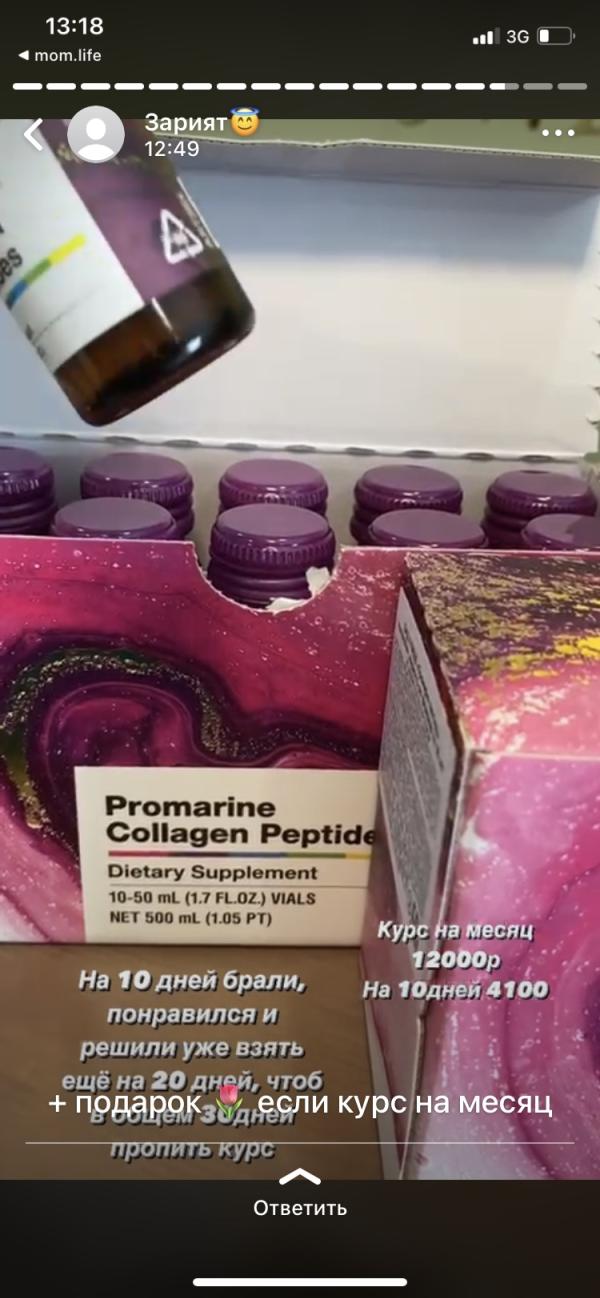 13:18
3G
mom.life
Зарият😇
12:49
Promarine
Collagen Peptide
Dietary Supplement
10-50 mL (1.7 FL.OZ.) VIALS
NET 500 mL (1.05 PT)
Курс на месяц
12000р
На 10дней 4100
На 10 дней брали,
понравился и
решили уже взять
ещё на 20 дней, чтоб
+ подарок 🌷 если курс на месяц
в общем 30дней
пропить курс
Ответить